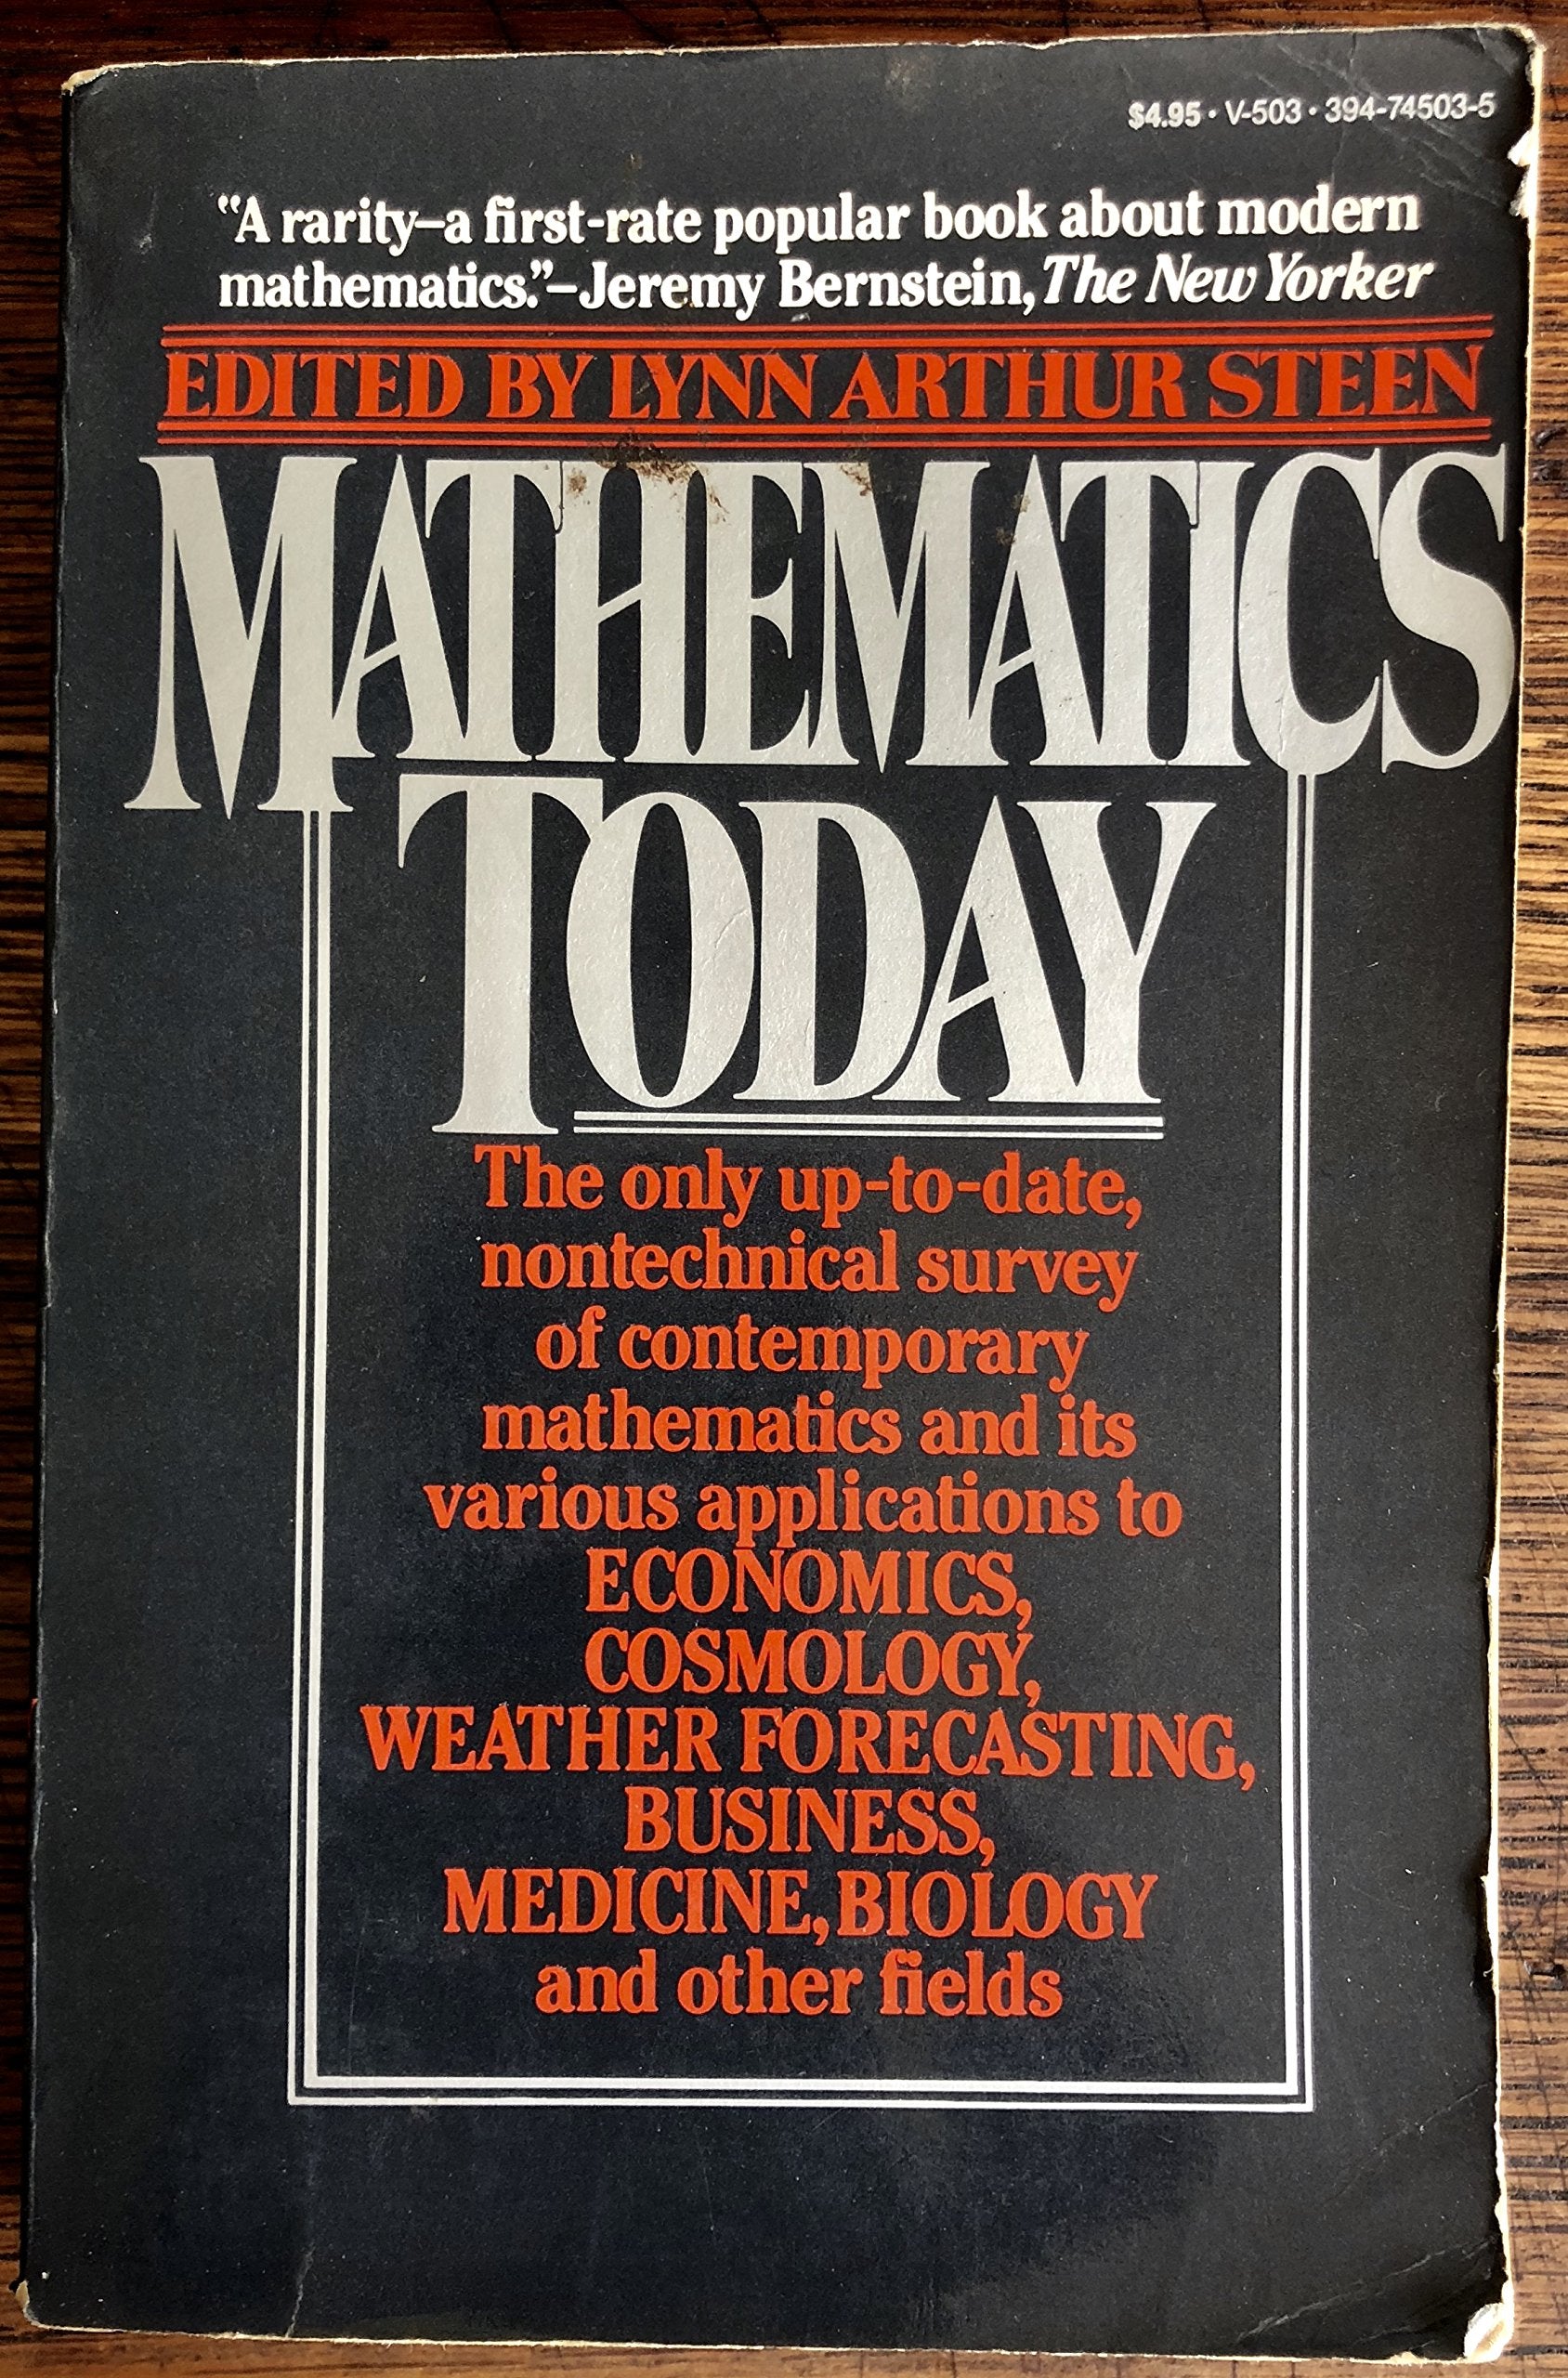 $4.95 • V-503 • 394-74503-5
“A rarity–a first-rate popular book about modern
mathematics.”–Jeremy Bernstein, The New Yorker
EDITED BY LYNN ARTHUR STEEN
MATHEMATICS
TODAY
The only up-to-date,
nontechnical survey
of contemporary
mathematics and its
various applications to
ECONOMICS,
COSMOLOGY,
WEATHER FORECASTING,
BUSINESS,
MEDICINE, BIOLOGY
and other fields